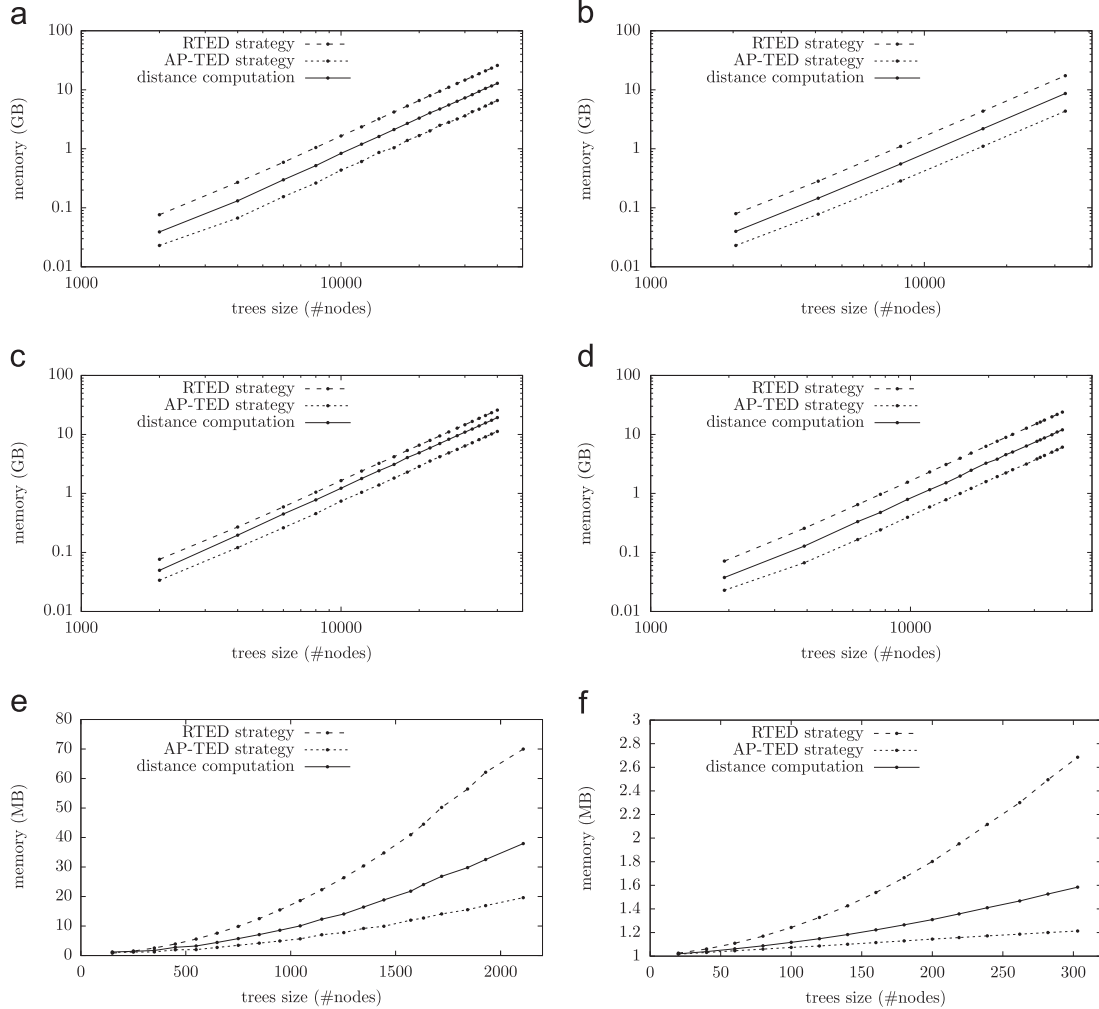 a
100
10
1
0.1
0.01
memory (GB)
RTED strategy
AP-TED strategy
distance computation
1000 10000
trees size (#nodes)
b
100
10
1
0.1
0.01
memory (GB)
RTED strategy
AP-TED strategy
distance computation
1000 10000
trees size (#nodes)
c
100
10
1
0.1
0.01
memory (GB)
RTED strategy
AP-TED strategy
distance computation
1000 10000
trees size (#nodes)
d
100
10
1
0.1
0.01
memory (GB)
RTED strategy
AP-TED strategy
distance computation
1000 10000
trees size (#nodes)
e
80
70
60
50
40
30
20
10
0
memory (MB)
RTED strategy
AP-TED strategy
distance computation
0 500 1000 1500 2000
trees size (#nodes)
f
3
2.8
2.6
2.4
2.2
2
1.8
1.6
1.4
1.2
1
memory (MB)
RTED strategy
AP-TED strategy
distance computation
0 50 100 150 200 250 300
trees size (#nodes)